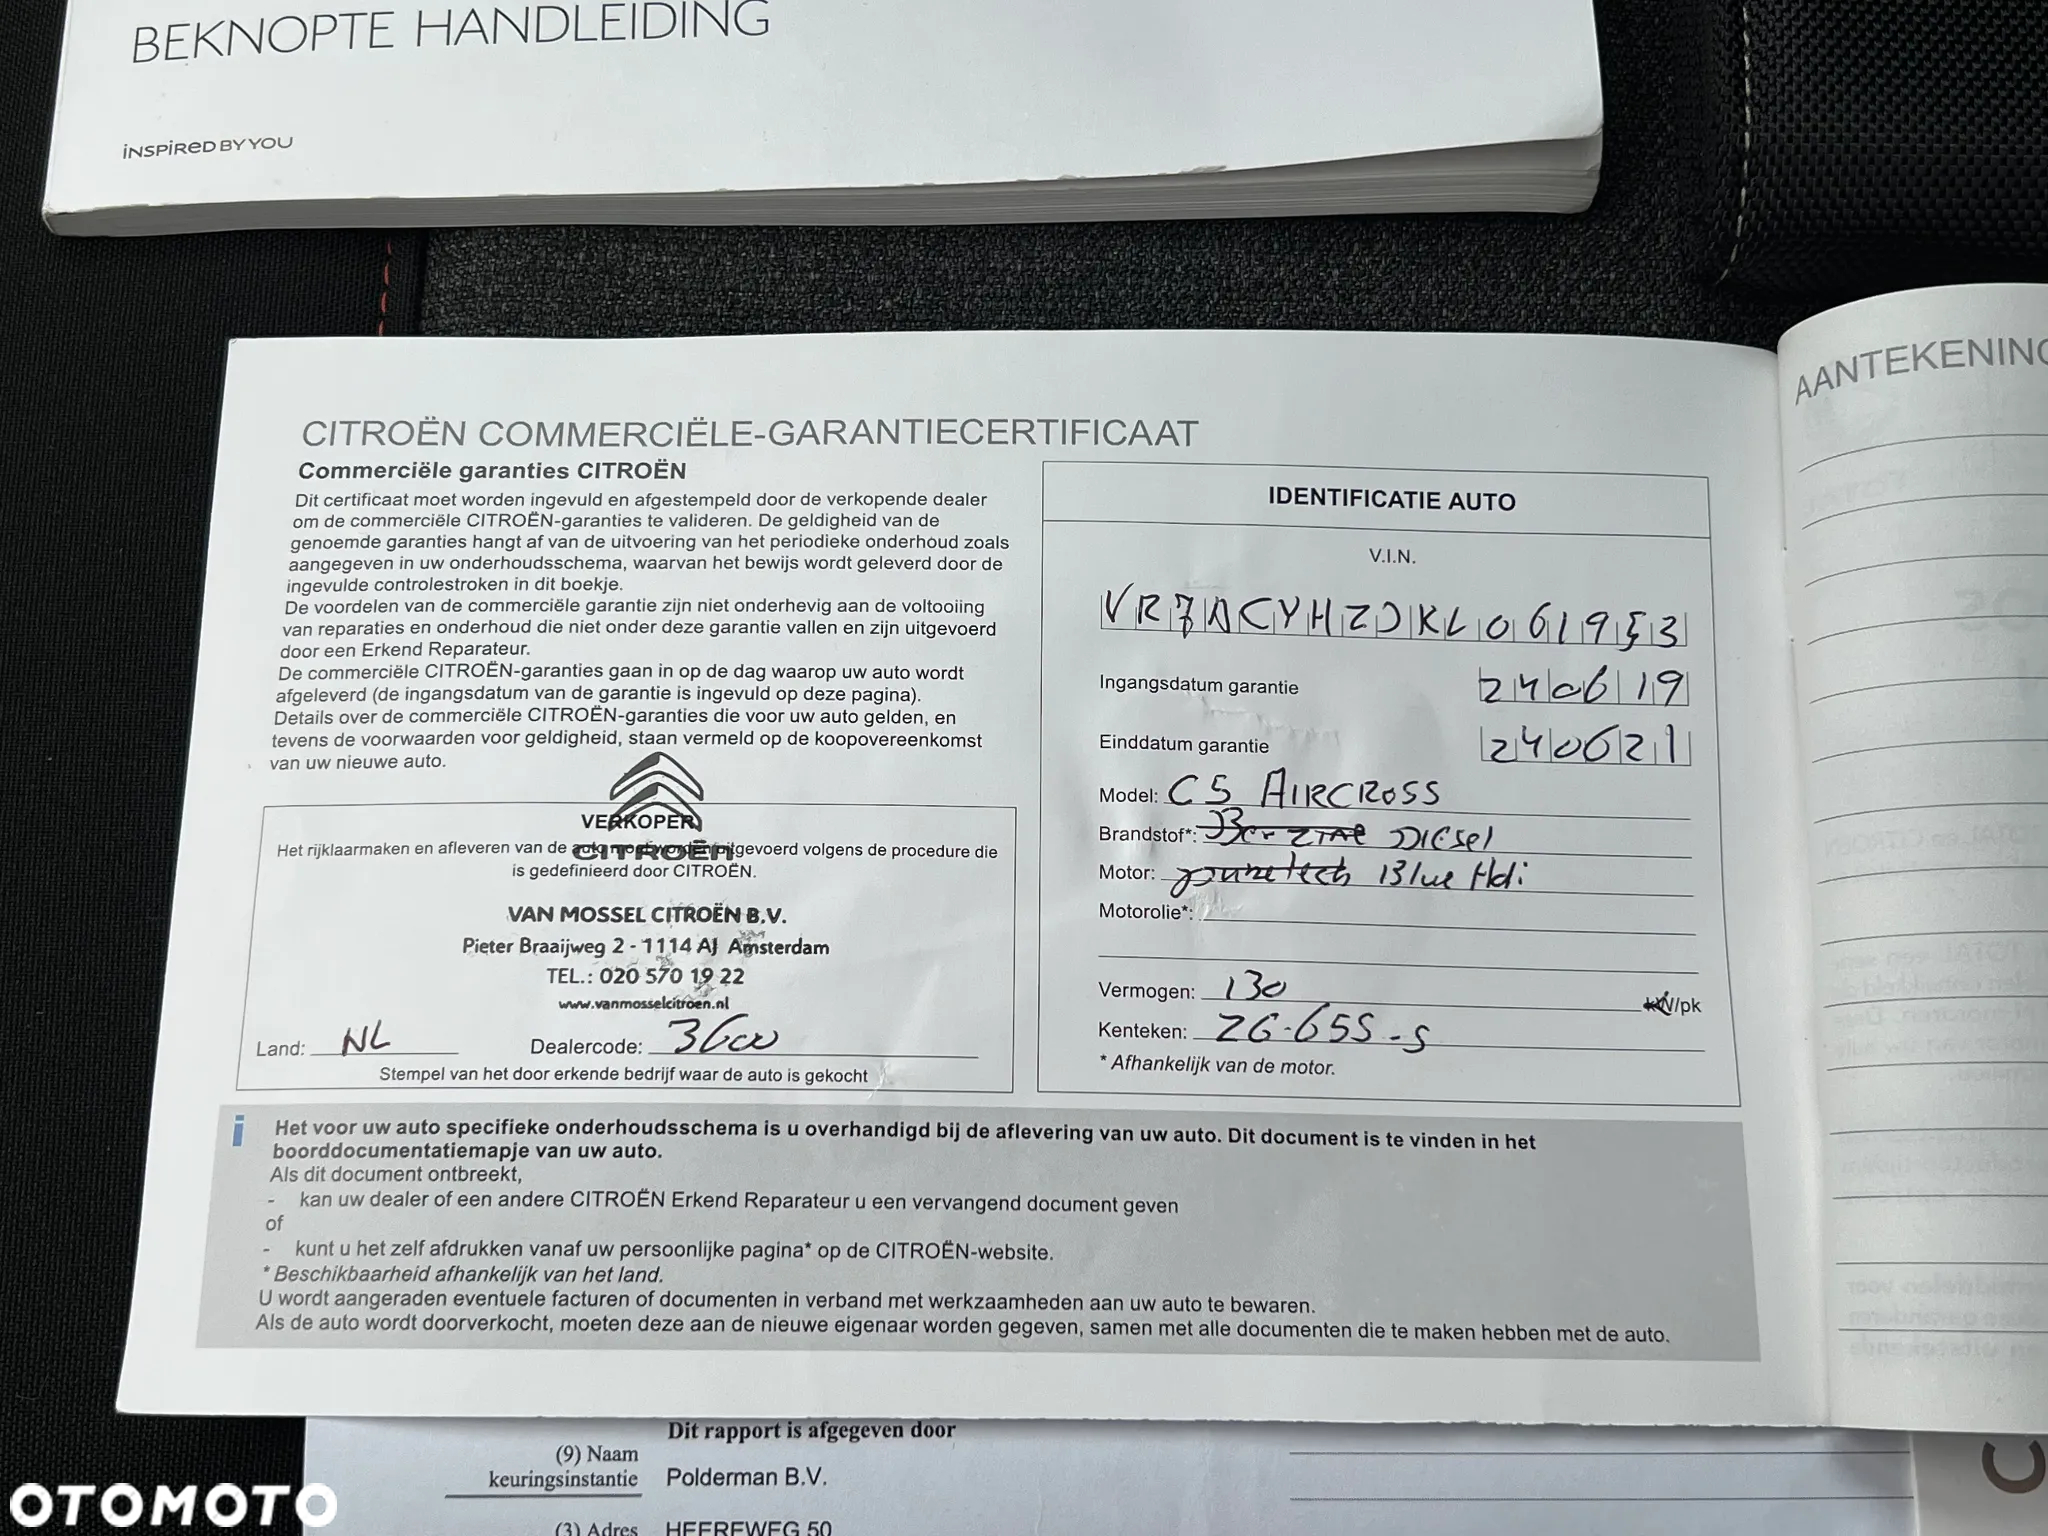 BEKNOPTE HANDLEIDING
INSPIRED BY YOU
AANTEKENING
CITROËN COMMERCIËLE-GARANTIECERTIFICAAT
Commerciële garanties CITROËN
Dit certificaat moet worden ingevuld en afgestempeld door de verkopende dealer
om de commerciële CITROËN-garanties te valideren. De geldigheid van de
genoemde garanties hangt af van de uitvoering van het periodieke onderhoud zoals
aangegeven in uw onderhoudsschema, waarvan het bewijs wordt geleverd door de
ingevulde controlestroken in dit boekje.
De voordelen van de commerciële garantie zijn niet onderhevig aan de voltooiing
van reparaties en onderhoud die niet onder deze garantie vallen en zijn uitgevoerd
door een Erkend Reparateur.
De commerciële CITROËN-garanties gaan in op de dag waarop uw auto wordt
afgeleverd (de ingangsdatum van de garantie is ingevuld op deze pagina).
Details over de commerciële CITROËN-garanties die voor uw auto gelden, en
tevens de voorwaarden voor geldigheid, staan vermeld op de koopovereenkomst
van uw nieuwe auto.
VERKOPER
Het rijklaarmaken en afleveren van de auto moet worden uitgevoerd volgens de procedure die
CITROËN
is gedefinieerd door CITROËN.
VAN MOSSEL CITROËN B.V.
Pieter Braaijweg 2 - 1114 AJ Amsterdam
TEL.: 020 570 19 22
www.vanmosselcitroen.nl
Land: NL Dealercode: 3600
Stempel van het door erkende bedrijf waar de auto is gekocht
IDENTIFICATIE AUTO
V.I.N.
VR7ACYHZJKL061953
Ingangsdatum garantie 240619
Einddatum garantie 240621
Model: C5 AIRCROSS
Brandstof*: Benzine Diesel
Motor: puretech Blue Hdi
Motorolie*:
Vermogen: 130 kW/pk
Kenteken: ZG-655-S
* Afhankelijk van de motor.
i Het voor uw auto specifieke onderhoudsschema is u overhandigd bij de aflevering van uw auto. Dit document is te vinden in het
boorddocumentatiemapje van uw auto.
Als dit document ontbreekt,
- kan uw dealer of een andere CITROËN Erkend Reparateur u een vervangend document geven
of
- kunt u het zelf afdrukken vanaf uw persoonlijke pagina* op de CITROËN-website.
* Beschikbaarheid afhankelijk van het land.
U wordt aangeraden eventuele facturen of documenten in verband met werkzaamheden aan uw auto te bewaren.
Als de auto wordt doorverkocht, moeten deze aan de nieuwe eigenaar worden gegeven, samen met alle documenten die te maken hebben met de auto.
Dit rapport is afgegeven door
(9) Naam
keuringsinstantie Polderman B.V.
(3) Adres HEEREWEG 50
OTOMOTO